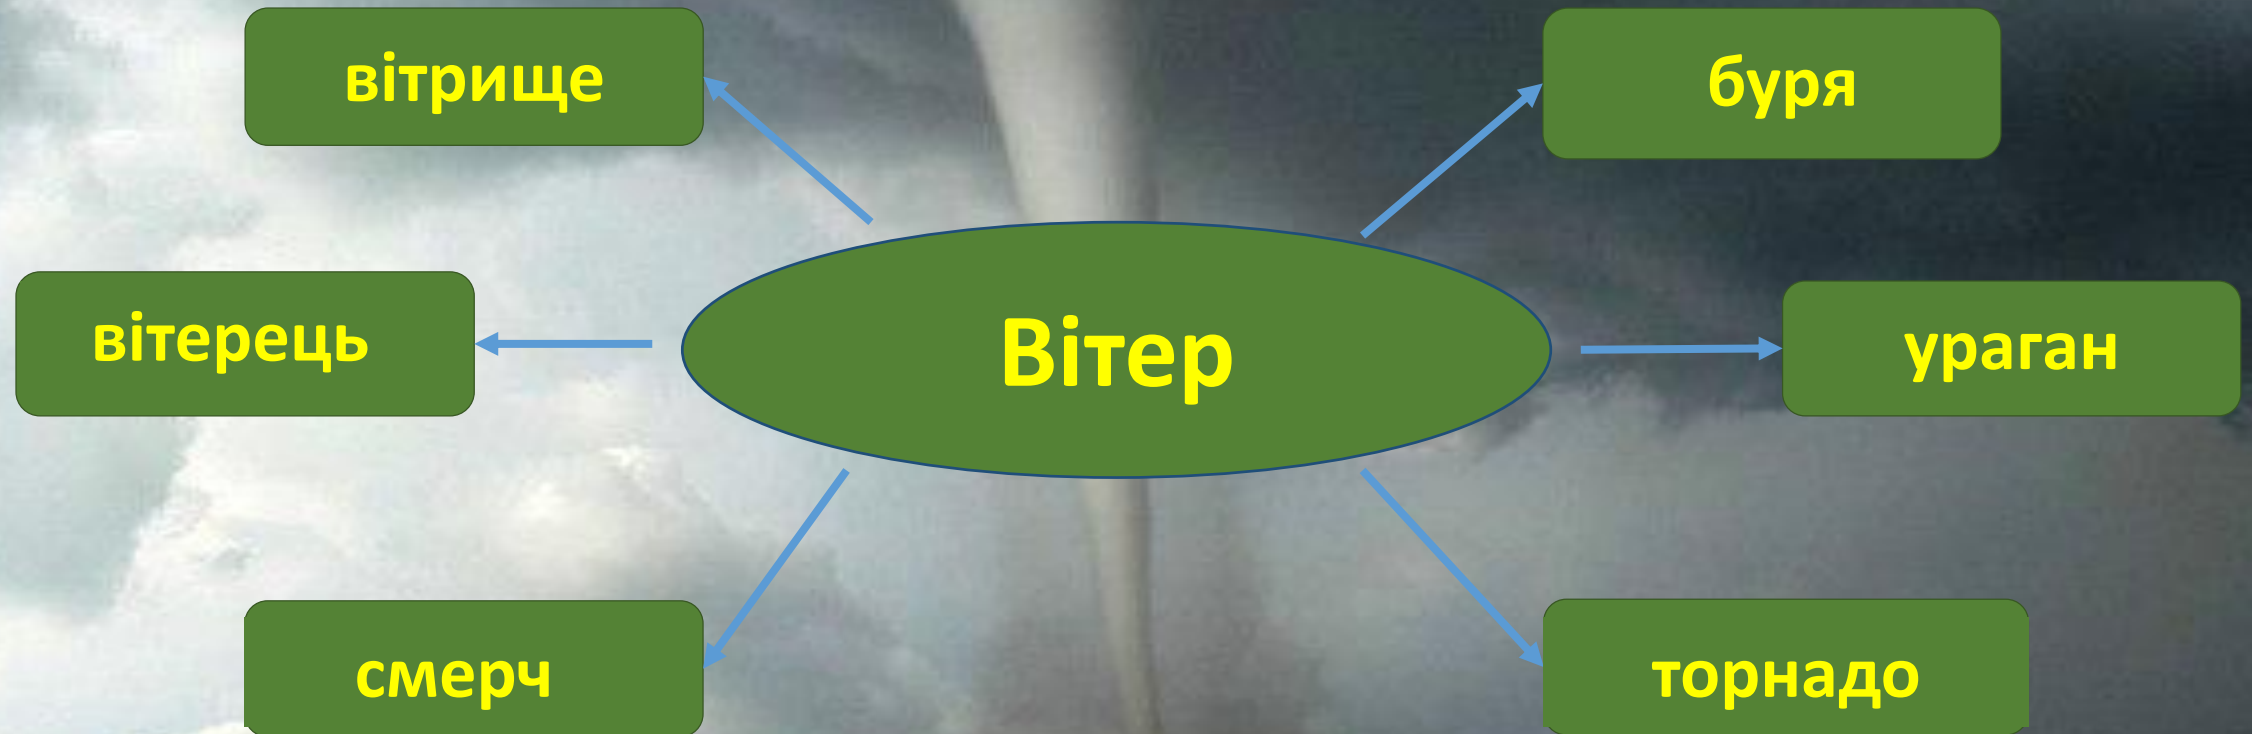 вітрище
буря
вітерець
Вітер
ураган
смерч
торнадо